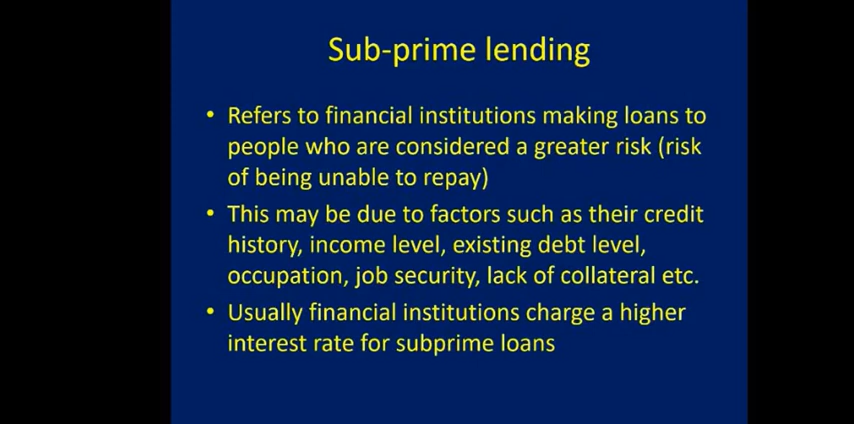 Sub-prime lending
• Refers to financial institutions making loans to
people who are considered a greater risk (risk
of being unable to repay)
• This may be due to factors such as their credit
history, income level, existing debt level,
occupation, job security, lack of collateral etc.
• Usually financial institutions charge a higher
interest rate for subprime loans